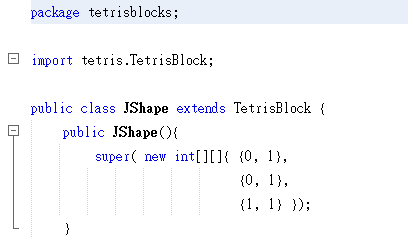 package tetrisblocks;
import tetris.TetrisBlock;
public class JShape extends TetrisBlock {
public JShape(){
super( new int[][]{ {0, 1},
{0, 1},
{1, 1} });
}